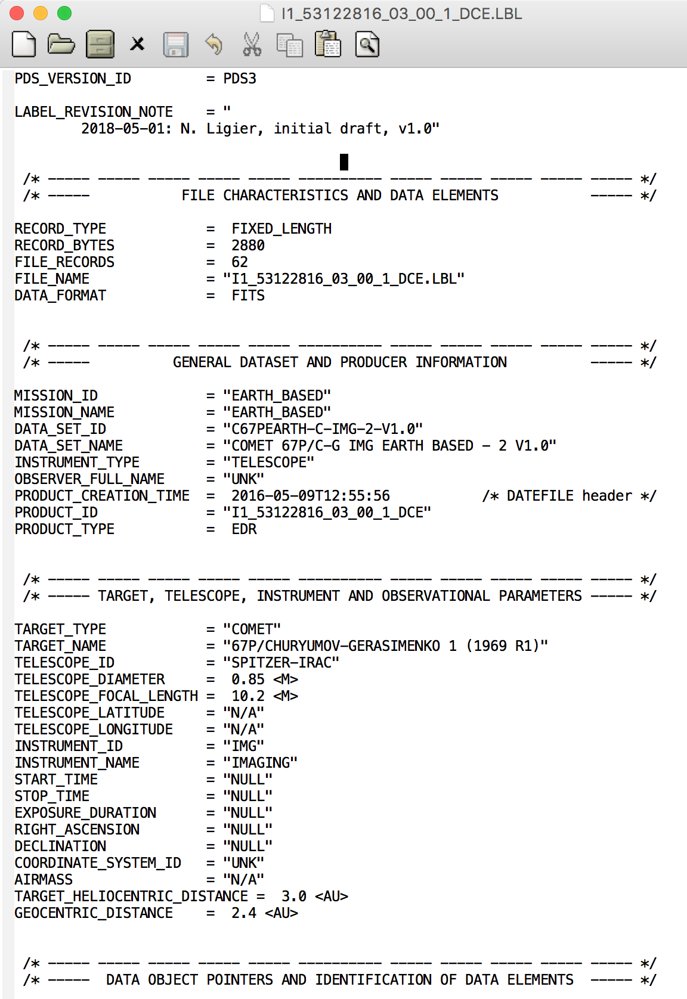 I1_53122816_03_00_1_DCE.LBL
PDS_VERSION_ID         = PDS3
LABEL_REVISION_NOTE    = "
        2018-05-01: N. Ligier, initial draft, v1.0"
 /* ----- ----- ----- ----- ----- ---------- ----- ----- ----- ----- ----- */
 /* -----           FILE CHARACTERISTICS AND DATA ELEMENTS           ----- */
RECORD_TYPE            =  FIXED_LENGTH
RECORD_BYTES           =  2880
FILE_RECORDS           =  62
FILE_NAME              = "I1_53122816_03_00_1_DCE.LBL"
DATA_FORMAT            =  FITS
 /* ----- ----- ----- ----- ----- ---------- ----- ----- ----- ----- ----- */
 /* -----          GENERAL DATASET AND PRODUCER INFORMATION          ----- */
MISSION_ID             = "EARTH_BASED"
MISSION_NAME           = "EARTH_BASED"
DATA_SET_ID            = "C67PEARTH-C-IMG-2-V1.0"
DATA_SET_NAME          = "COMET 67P/C-G IMG EARTH BASED - 2 V1.0"
INSTRUMENT_TYPE        = "TELESCOPE"
OBSERVER_FULL_NAME     = "UNK"
PRODUCT_CREATION_TIME  =  2016-05-09T12:55:56           /* DATEFILE header */
PRODUCT_ID             = "I1_53122816_03_00_1_DCE"
PRODUCT_TYPE           =  EDR
 /* ----- ----- ----- ----- ----- ---------- ----- ----- ----- ----- ----- */
 /* ----- TARGET, TELESCOPE, INSTRUMENT AND OBSERVATIONAL PARAMETERS ----- */
TARGET_TYPE            = "COMET"
TARGET_NAME            = "67P/CHURYUMOV-GERASIMENKO 1 (1969 R1)"
TELESCOPE_ID           = "SPITZER-IRAC"
TELESCOPE_DIAMETER     =  0.85 <M>
TELESCOPE_FOCAL_LENGTH =  10.2 <M>
TELESCOPE_LATITUDE     = "N/A"
TELESCOPE_LONGITUDE    = "N/A"
INSTRUMENT_ID          = "IMG"
INSTRUMENT_NAME        = "IMAGING"
START_TIME             = "NULL"
STOP_TIME              = "NULL"
EXPOSURE_DURATION      = "NULL"
RIGHT_ASCENSION        = "NULL"
DECLINATION            = "NULL"
COORDINATE_SYSTEM_ID   = "UNK"
AIRMASS                = "N/A"
TARGET_HELIOCENTRIC_DISTANCE =  3.0 <AU>
GEOCENTRIC_DISTANCE    =  2.4 <AU>
 /* ----- ----- ----- ----- ----- ---------- ----- ----- ----- ----- ----- */
 /* -----  DATA OBJECT POINTERS AND IDENTIFICATION OF DATA ELEMENTS  ----- */